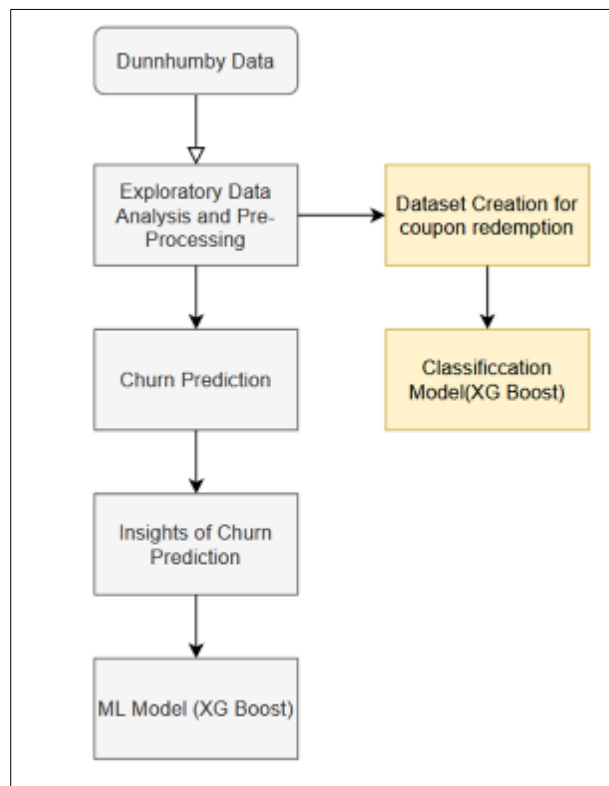 Dunnhumby Data
Exploratory Data
Analysis and Pre-
Processing
Dataset Creation for
coupon redemption
Churn Prediction
Classificcation
Model(XG Boost)
Insights of Churn
Prediction
ML Model (XG Boost)